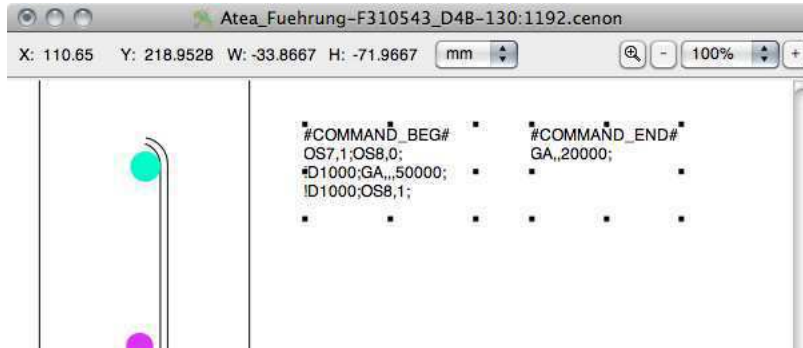 Atea_Fuehrung-F310543_D4B-130:1192.cenon
X: 110.65 Y: 218.9528 W: -33.8667 H: -71.9667 mm - 100% +
#COMMAND_BEG#
OS7,1;OS8,0;
!D1000;GA,,,50000;
!D1000;OS8,1;
#COMMAND_END#
GA,,20000;